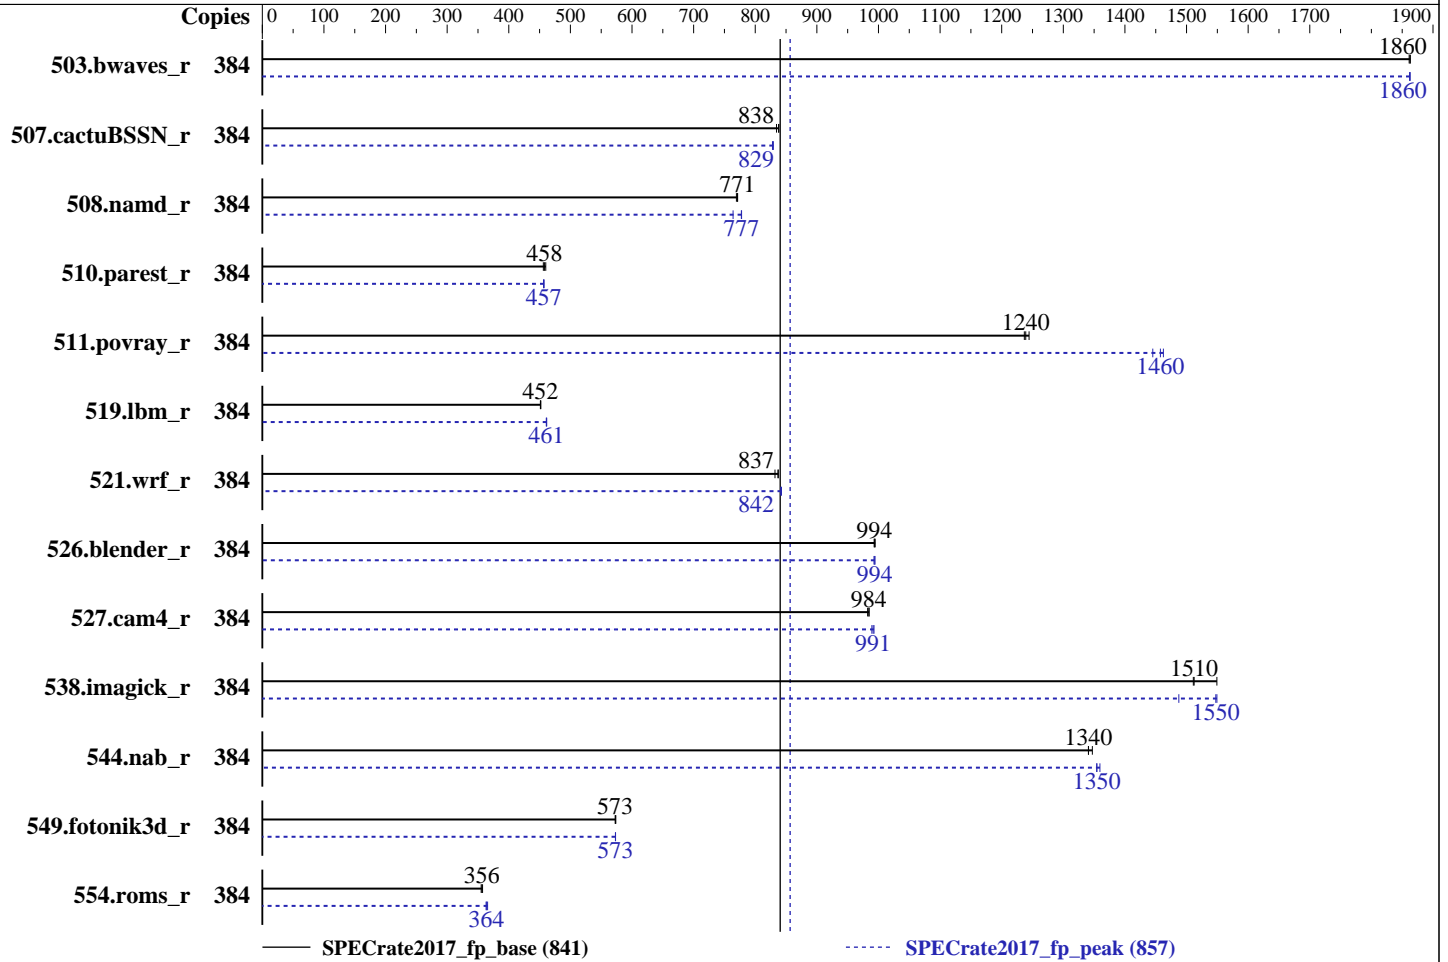 Copies 0 100 200 300 400 500 600 700 800 900 1000 1100 1200 1300 1400 1500 1600 1700 1900
1860
503.bwaves_r 384
1860
838
507.cactuBSSN_r 384
829
771
508.namd_r 384
777
458
510.parest_r 384
457
1240
511.povray_r 384
1460
452
519.lbm_r 384
461
837
521.wrf_r 384
842
994
526.blender_r 384
994
984
527.cam4_r 384
991
1510
538.imagick_r 384
1550
1340
544.nab_r 384
1350
573
549.fotonik3d_r 384
573
356
554.roms_r 384
364
SPECrate2017_fp_base (841) SPECrate2017_fp_peak (857)